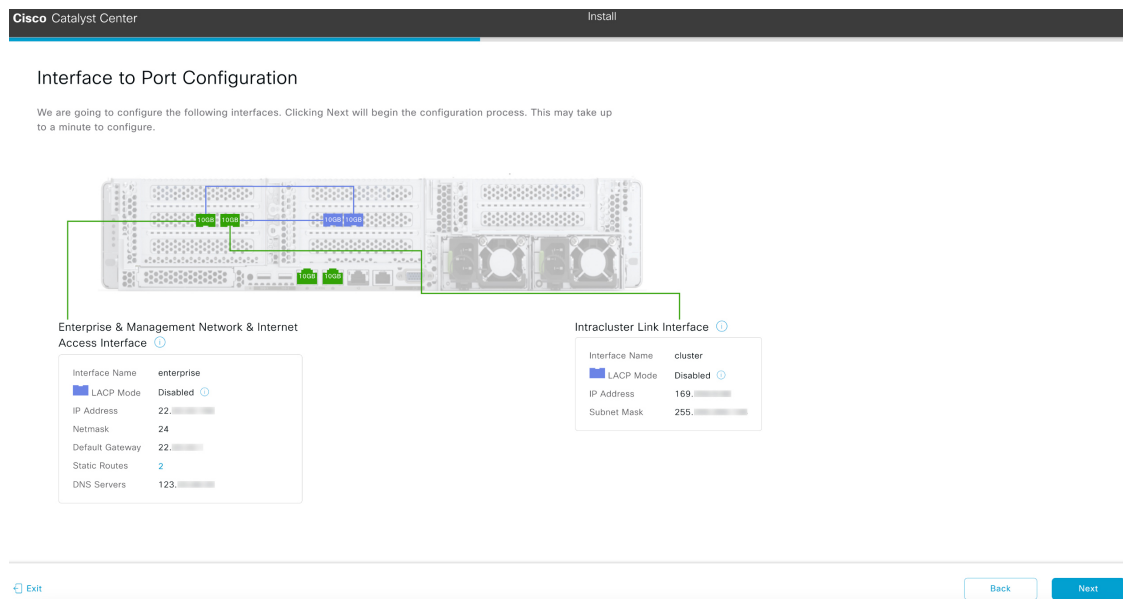 Cisco Catalyst Center
Install
Interface to Port Configuration
We are going to configure the following interfaces. Clicking Next will begin the configuration process. This may take up
to a minute to configure.
10GB 10GB 10GB 10GB
10GB 10GB
Enterprise & Management Network & Internet
Access Interface
Interface Name enterprise
LACP Mode Disabled
IP Address 22.
Netmask 24
Default Gateway 22.
Static Routes 2
DNS Servers 123.
Intracluster Link Interface
Interface Name cluster
LACP Mode Disabled
IP Address 169.
Subnet Mask 255.
Exit
Back
Next